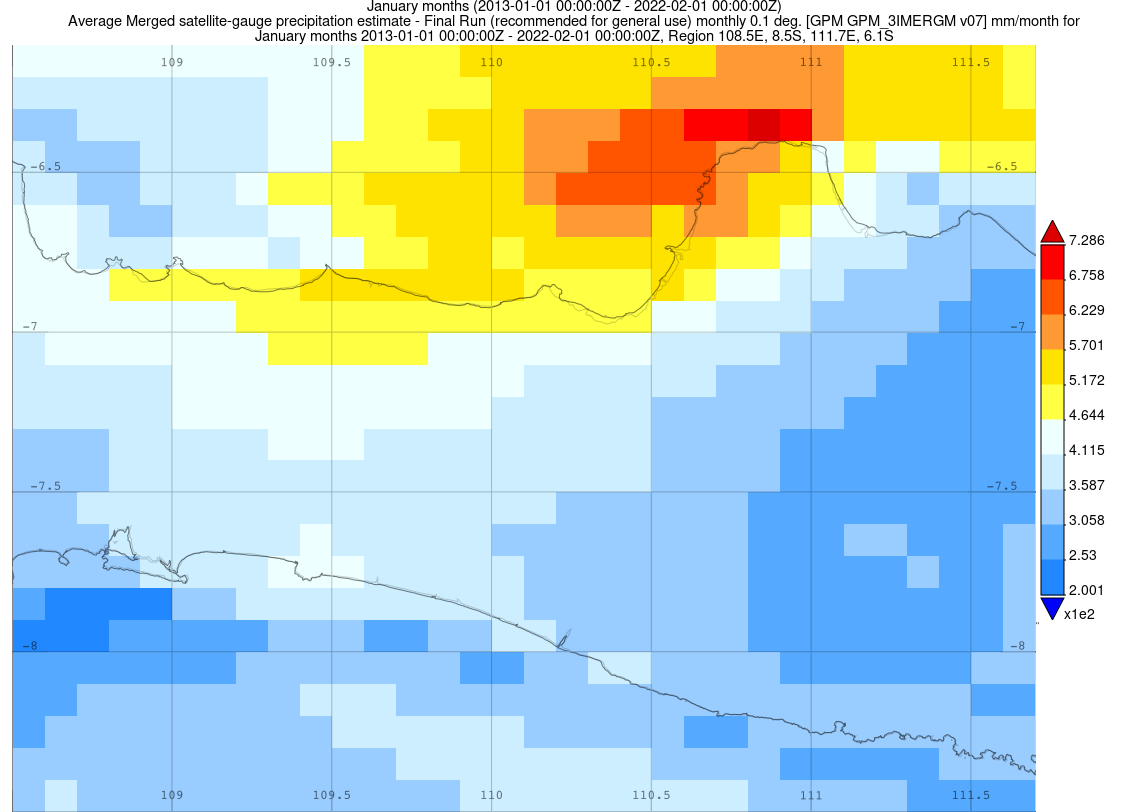 January months (2013-01-01 00:00:00Z - 2022-02-01 00:00:00Z)
Average Merged satellite-gauge precipitation estimate - Final Run (recommended for general use) monthly 0.1 deg. [GPM GPM_3IMERGM v07] mm/month for
January months 2013-01-01 00:00:00Z - 2022-02-01 00:00:00Z, Region 108.5E, 8.5S, 111.7E, 6.1S
109 109.5 110 110.5 111 111.5
-6.5 -6.5
7.286
6.758
6.229
-7 -7
5.701
5.172
4.644
4.115
3.587
-7.5 -7.5
3.058
2.53
2.001
x1e2
-8 -8
109 109.5 110 110.5 111 111.5